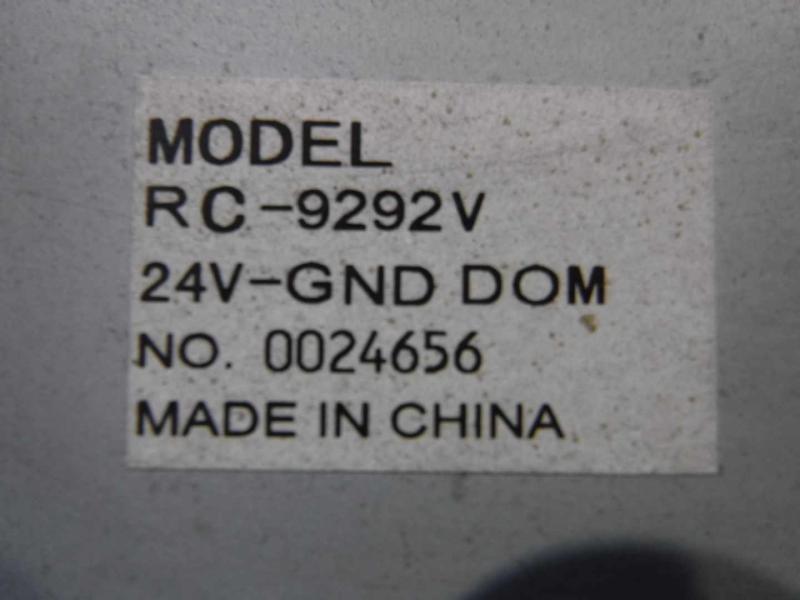 MODEL
RC-9292V
24V-GND DOM
NO. 0024656
MADE IN CHINA